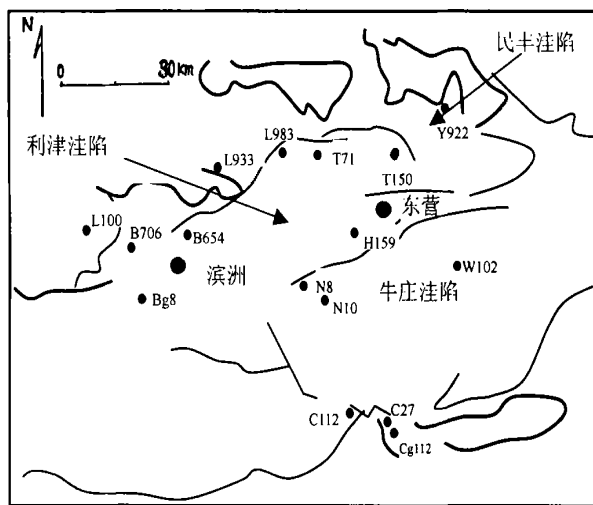 N
0 30km
民丰洼陷
Y922
L983
T71
T150
利津洼陷
L933
东营
L100
B706
B654
H159
滨洲
W102
N8
牛庄洼陷
Bg8
N10
C112
C27
Cg112